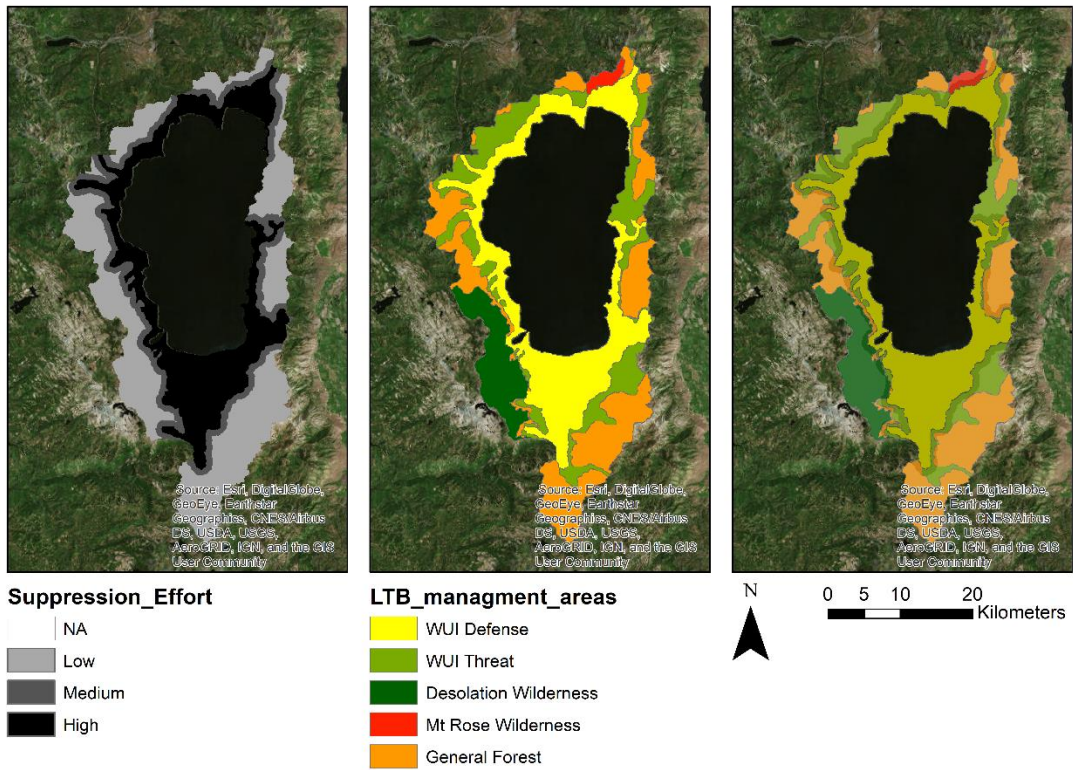 Source: Esri, DigitalGlobe,
GeoEye, Earthstar
Geographics, CNES/Airbus
DS, USDA, USGS,
AeroGRID, IGN, and the GIS
User Community
Source: Esri, DigitalGlobe,
GeoEye, Earthstar
Geographics, CNES/Airbus
DS, USDA, USGS,
AeroGRID, IGN, and the GIS
User Community
Source: Esri, DigitalGlobe,
GeoEye, Earthstar
Geographics, CNES/Airbus
DS, USDA, USGS,
AeroGRID, IGN, and the GIS
User Community
Suppression_Effort
NA
Low
Medium
High
LTB_managment_areas
WUI Defense
WUI Threat
Desolation Wilderness
Mt Rose Wilderness
General Forest
N
0 5 10 20
Kilometers